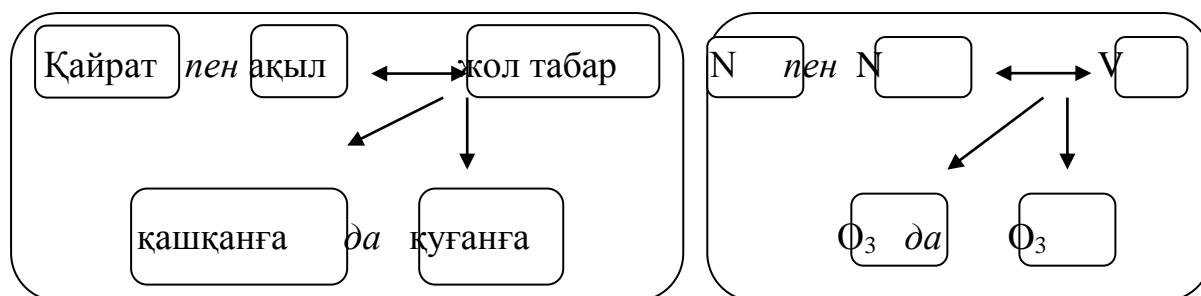 Қайрат пен ақыл жол табар N пен N V
қашқанға да қуғанға O₃ да O₃